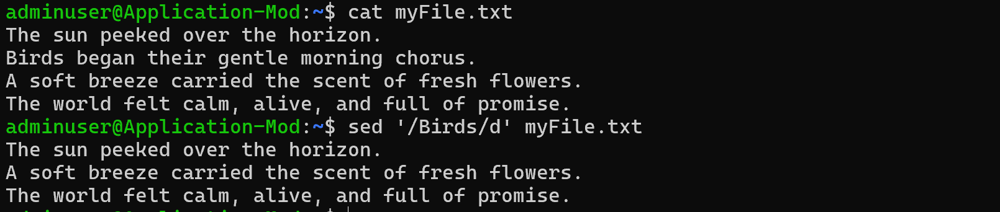 adminuser@Application-Mod:~$ cat myFile.txt
The sun peeked over the horizon.
Birds began their gentle morning chorus.
A soft breeze carried the scent of fresh flowers.
The world felt calm, alive, and full of promise.
adminuser@Application-Mod:~$ sed '/Birds/d' myFile.txt
The sun peeked over the horizon.
A soft breeze carried the scent of fresh flowers.
The world felt calm, alive, and full of promise.